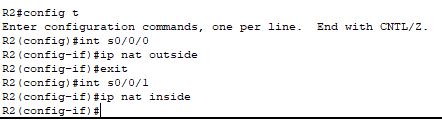 R2#config t
Enter configuration commands, one per line.  End with CNTL/Z.
R2(config)#int s0/0/0
R2(config-if)#ip nat outside
R2(config-if)#exit
R2(config)#int s0/0/1
R2(config-if)#ip nat inside
R2(config-if)#